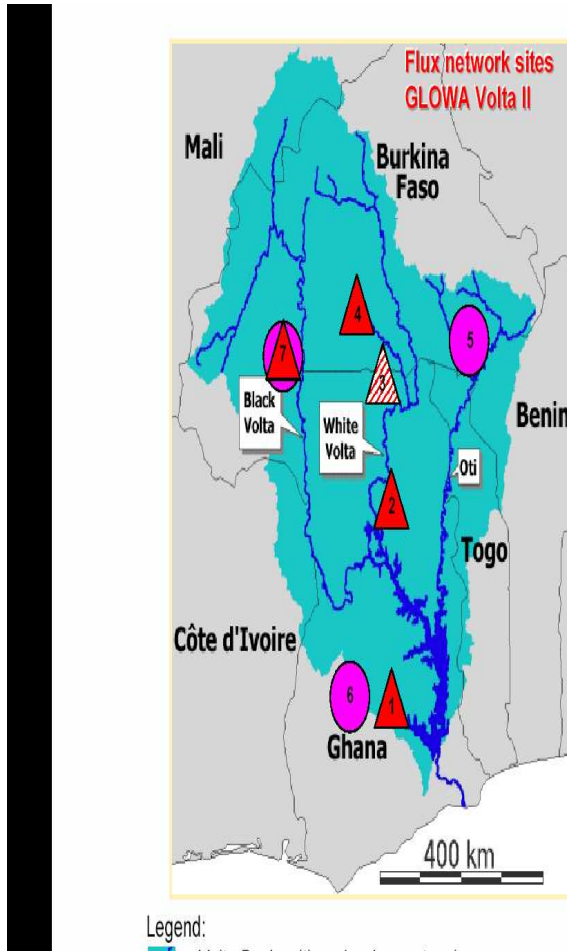 Flux network sites
GLOWA Volta II
Mali
Burkina
Faso
4
5
7
3
Black
Volta
White
Volta
Benin
Oti
2
Togo
Côte d'Ivoire
6
1
Ghana
400 km
Legend: